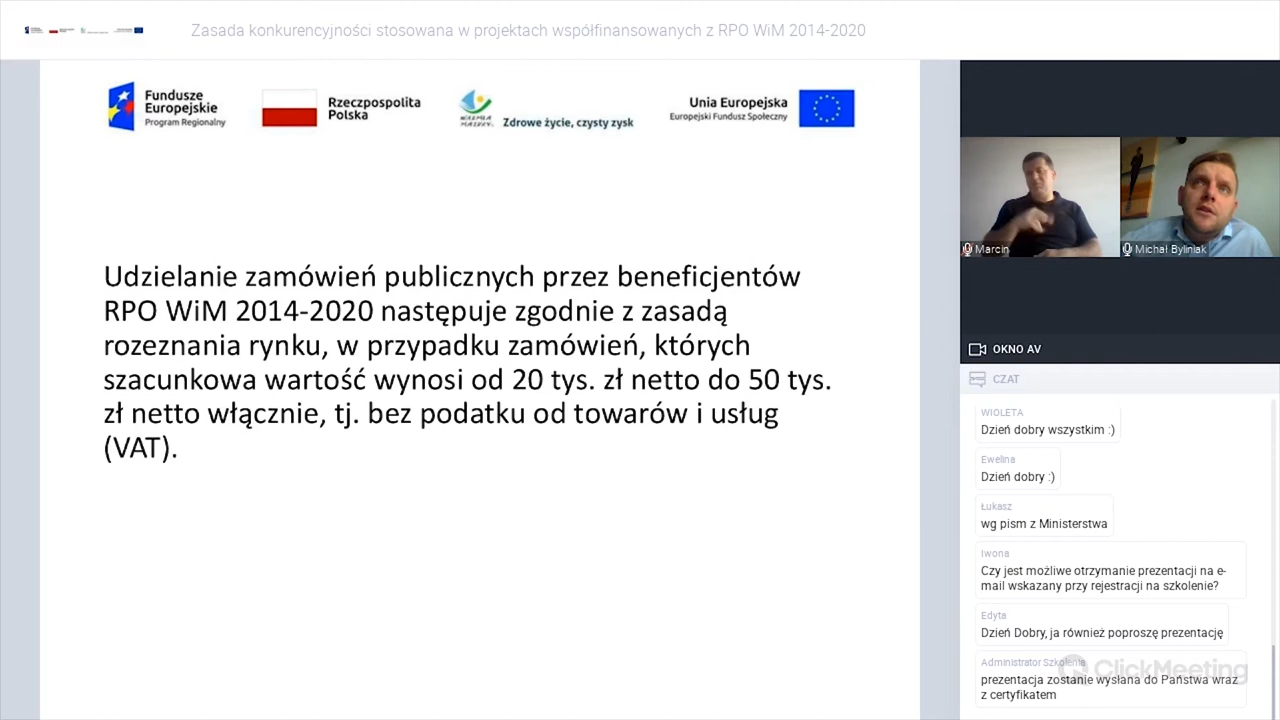 Zasada konkurencyjności stosowana w projektach współfinansowanych z RPO WiM 2014-2020
Fundusze
Europejskie
Program Regionalny
Rzeczpospolita
Polska
WARMIA
MAZURY
Zdrowe życie, czysty zysk
Unia Europejska
Europejski Fundusz Społeczny
Udzielanie zamówień publicznych przez beneficjentów
RPO WiM 2014-2020 następuje zgodnie z zasadą
rozeznania rynku, w przypadku zamówień, których
szacunkowa wartość wynosi od 20 tys. zł netto do 50 tys.
zł netto włącznie, tj. bez podatku od towarów i usług
(VAT).
Marcin
Michał Byliniak
OKNO AV
CZAT
WIOLETA
Dzień dobry wszystkim :)
Ewelina
Dzień dobry :)
Łukasz
wg pism z Ministerstwa
Iwona
Czy jest możliwe otrzymanie prezentacji na e-
mail wskazany przy rejestracji na szkolenie?
Edyta
Dzień Dobry, ja również poproszę prezentację
Administrator Szkolenia
ClickMeeting
prezentacja zostanie wysłana do Państwa wraz
z certyfikatem